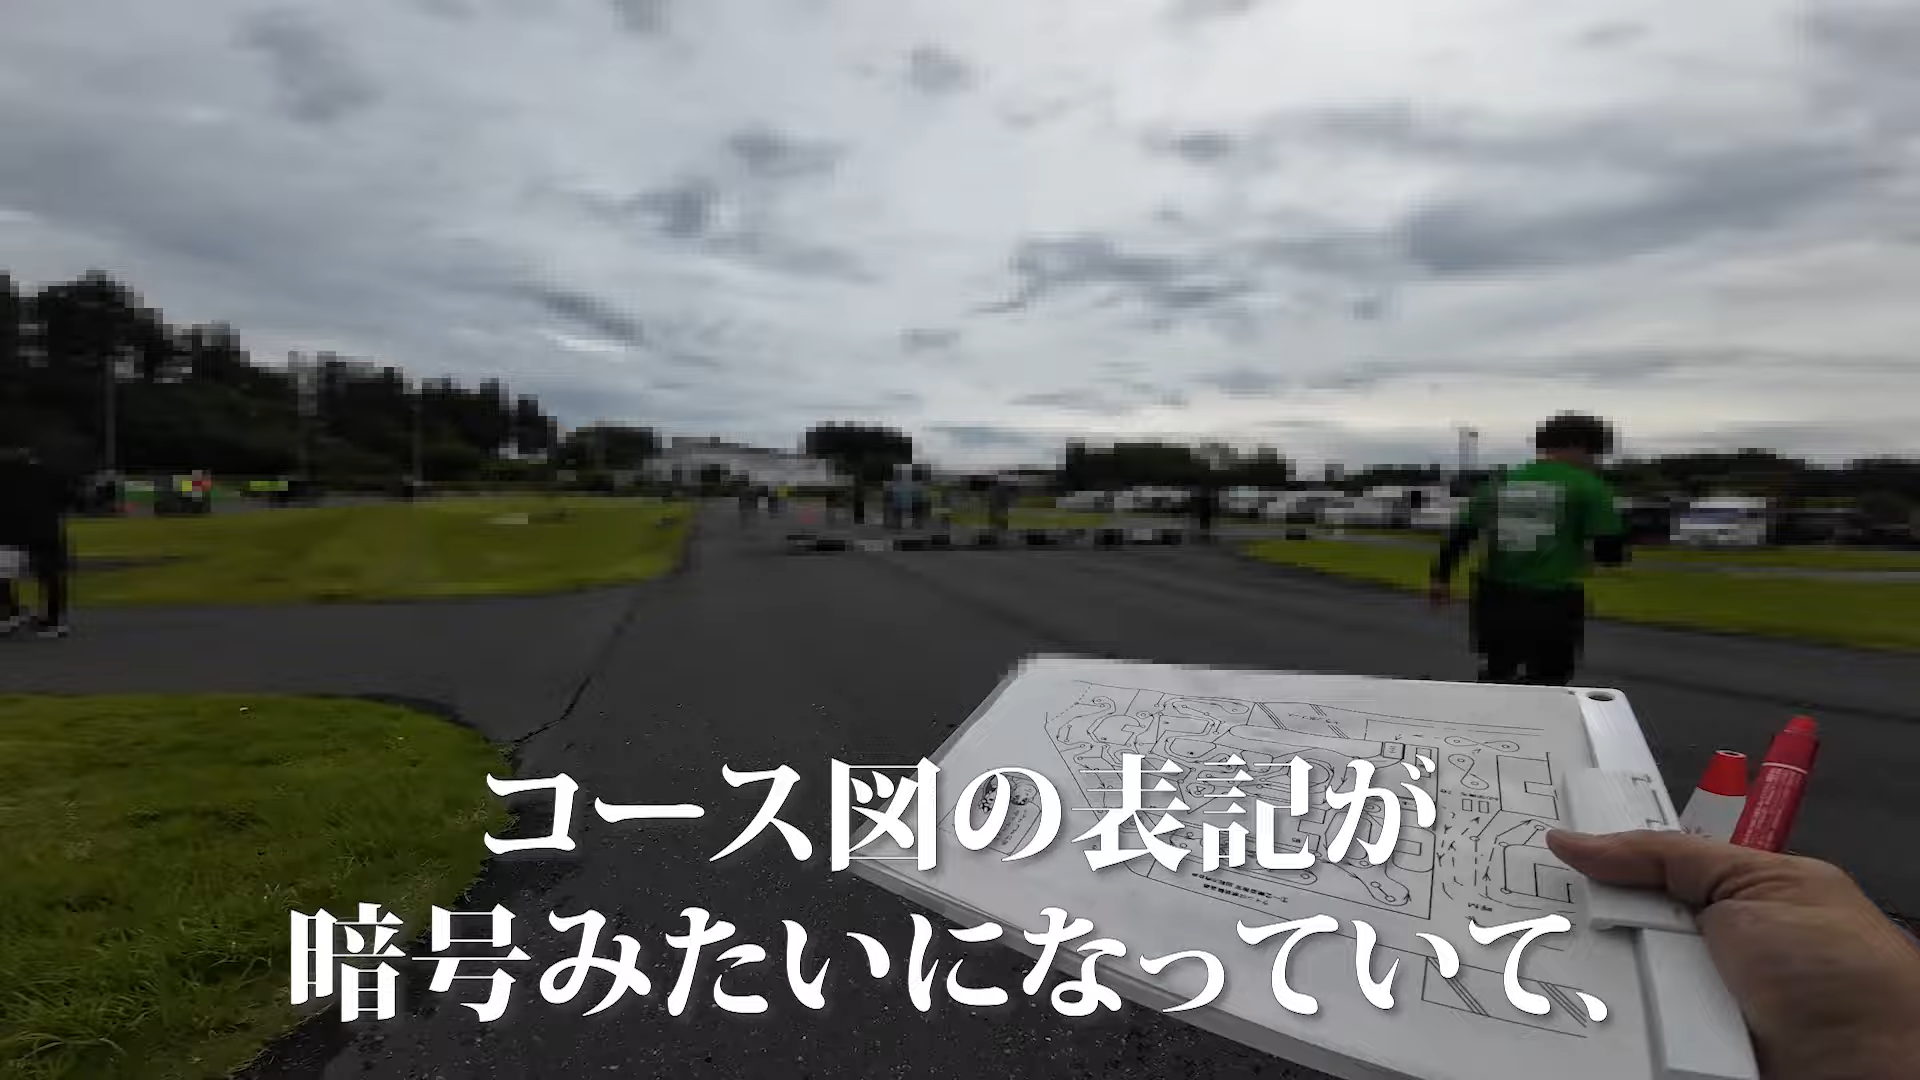 コース図の表記が
暗号みたいになっていて、